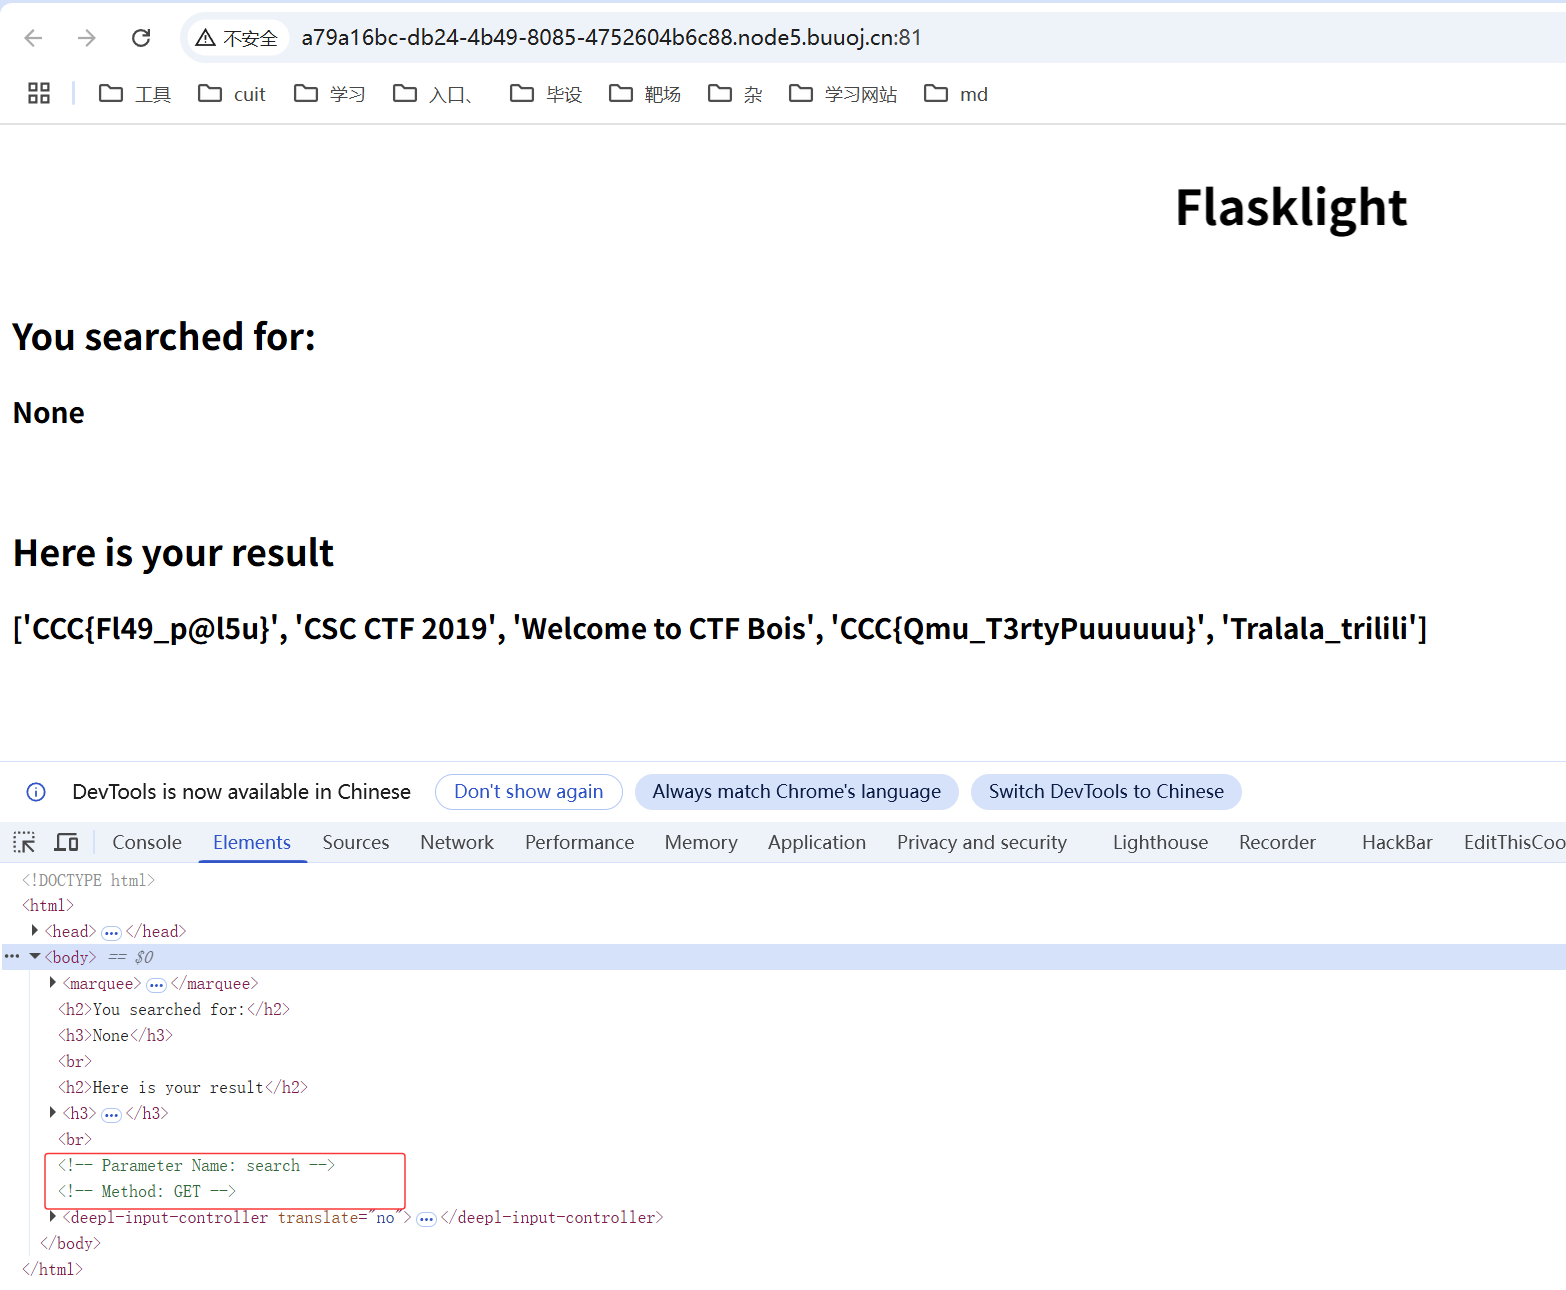 不安全 a79a16bc-db24-4b49-8085-4752604b6c88.node5.buuoj.cn:81
工具 cuit 学习 入口、 毕设 靶场 杂 学习网站 md
Flasklight
You searched for:
None
Here is your result
['CCC{Fl49_p@l5u}', 'CSC CTF 2019', 'Welcome to CTF Bois', 'CCC{Qmu_T3rtyPuuuuuu}', 'Tralala_trilili']
DevTools is now available in Chinese Don't show again Always match Chrome's language Switch DevTools to Chinese
Console Elements Sources Network Performance Memory Application Privacy and security Lighthouse Recorder HackBar EditThisCoo
<!DOCTYPE html>
<html>
<head> ••• </head>
••• <body> == $0
<marquee> ••• </marquee>
<h2>You searched for:</h2>
<h3>None</h3>
<br>
<h2>Here is your result</h2>
<h3> ••• </h3>
<br>
<!-- Parameter Name: search -->
<!-- Method: GET -->
<deepl-input-controller translate="no"> ••• </deepl-input-controller>
</body>
</html>